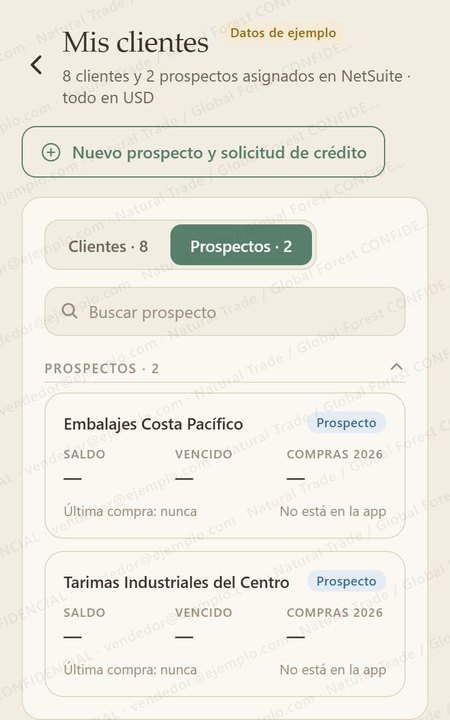 Mis clientes
Datos de ejemplo
8 clientes y 2 prospectos asignados en NetSuite ·
todo en USD
Nuevo prospecto y solicitud de crédito
Clientes · 8
Prospectos · 2
Buscar prospecto
PROSPECTOS · 2
Embalajes Costa Pacífico
Prospecto
SALDO
VENCIDO
COMPRAS 2026
—
—
—
Última compra: nunca
No está en la app
Tarimas Industriales del Centro
Prospecto
SALDO
VENCIDO
COMPRAS 2026
—
—
—
Última compra: nunca
No está en la app